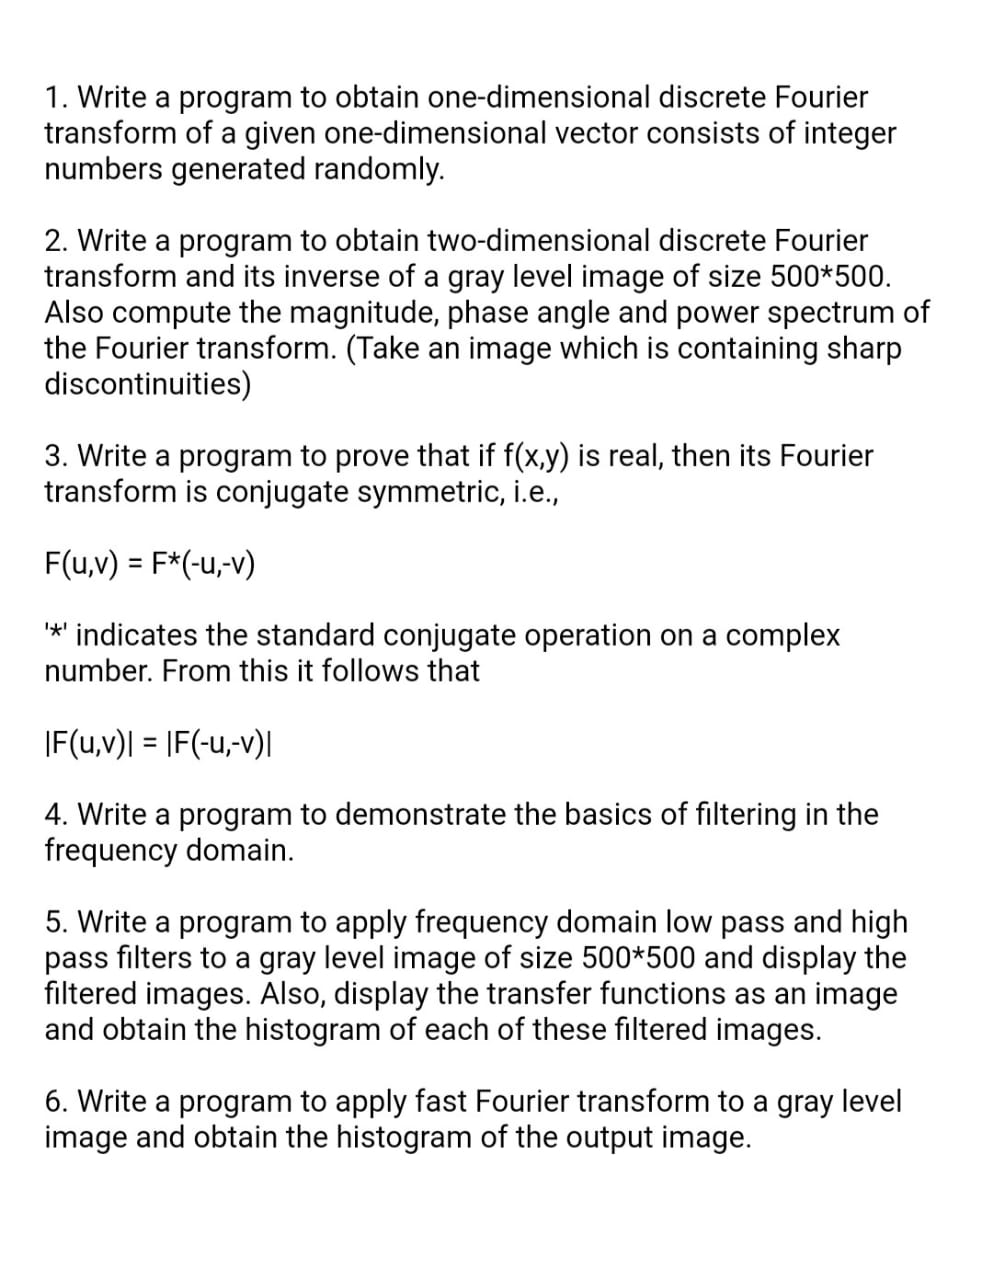 1. Write a program to obtain one-dimensional discrete Fourier
transform of a given one-dimensional vector consists of integer
numbers generated randomly.
2. Write a program to obtain two-dimensional discrete Fourier
transform and its inverse of a gray level image of size 500*500.
Also compute the magnitude, phase angle and power spectrum of
the Fourier transform. (Take an image which is containing sharp
discontinuities)
3. Write a program to prove that if f(x,y) is real, then its Fourier
transform is conjugate symmetric, i.e.,
F(u,v) = F*(-u,-v)
'*' indicates the standard conjugate operation on a complex
number. From this it follows that
|F(u,v)| = |F(-u,-v)|
4. Write a program to demonstrate the basics of filtering in the
frequency domain.
5. Write a program to apply frequency domain low pass and high
pass filters to a gray level image of size 500*500 and display the
filtered images. Also, display the transfer functions as an image
and obtain the histogram of each of these filtered images.
6. Write a program to apply fast Fourier transform to a gray level
image and obtain the histogram of the output image.